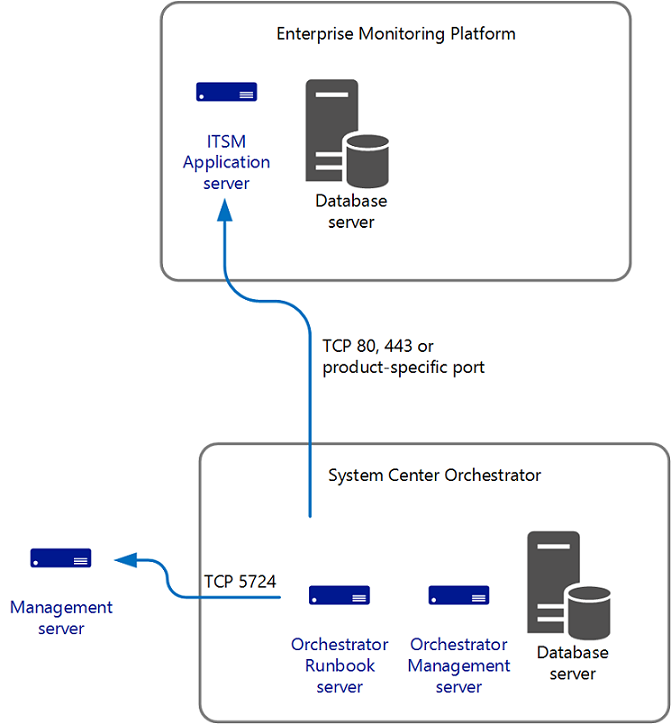 Enterprise Monitoring Platform
ITSM
Application
server
Database
server
TCP 80, 443 or
product-specific port
System Center Orchestrator
Management
server
TCP 5724
Orchestrator
Runbook
server
Orchestrator
Management
server
Database
server